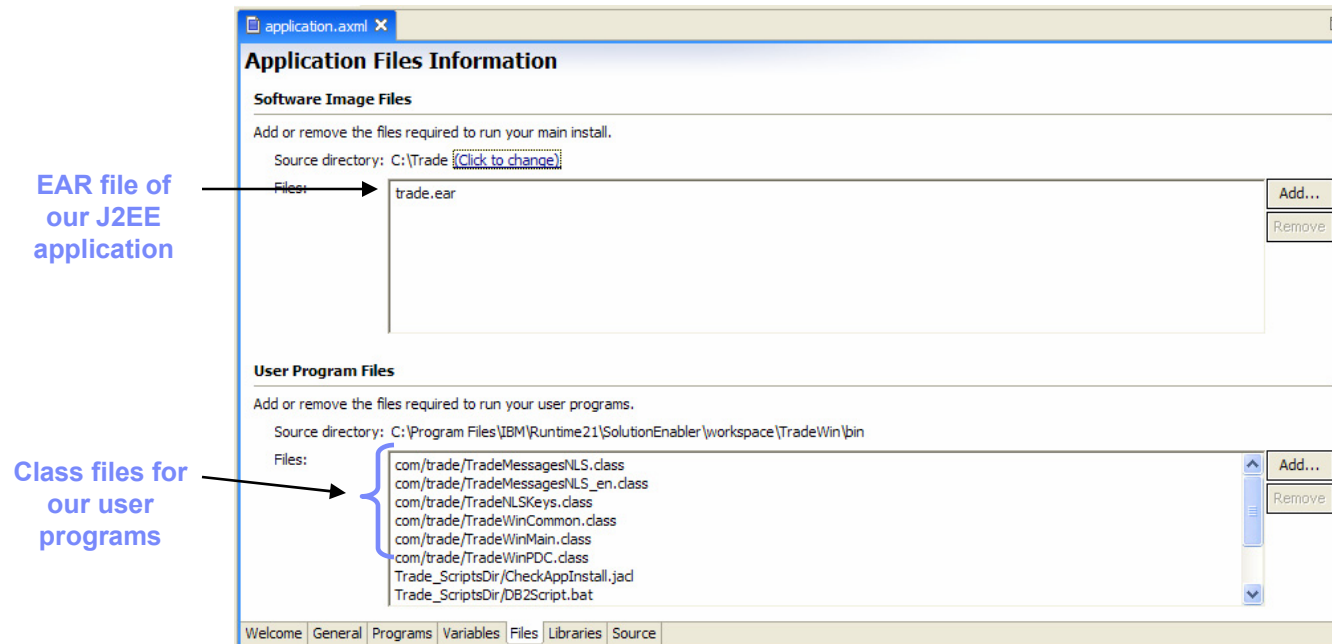 application.axml
Application Files Information
Software Image Files
Add or remove the files required to run your main install.
Source directory: C:\Trade (Click to change)
EAR file of
our J2EE
application
Files:
trade.ear
Add...
Remove
User Program Files
Add or remove the files required to run your user programs.
Source directory: C:\Program Files\IBM\Runtime21\SolutionEnabler\workspace\TradeWin\bin
Class files for
our user
programs
Files:
com/trade/TradeMessagesNLS.class
com/trade/TradeMessagesNLS_en.class
com/trade/TradeNLSKeys.class
com/trade/TradeWinCommon.class
com/trade/TradeWinMain.class
com/trade/TradeWinPDC.class
Trade_ScriptsDir/CheckAppInstall.jacl
Trade_ScriptsDir/DB2Script.bat
Add...
Remove
Welcome General Programs Variables Files Libraries Source